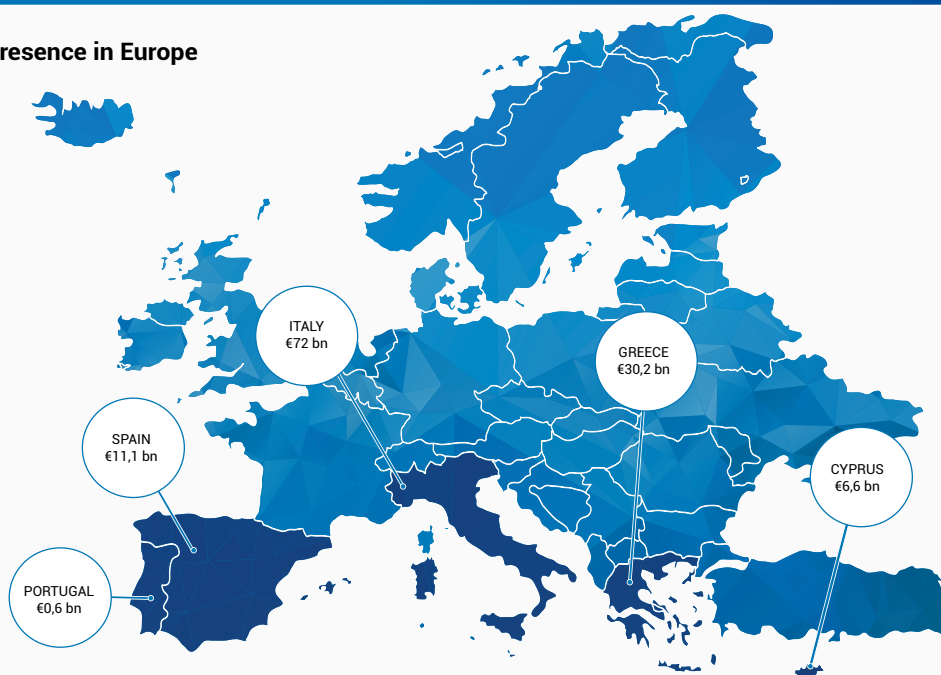 resence in Europe
ITALY
€72 bn
GREECE
€30,2 bn
SPAIN
€11,1 bn
CYPRUS
€6,6 bn
PORTUGAL
€0,6 bn